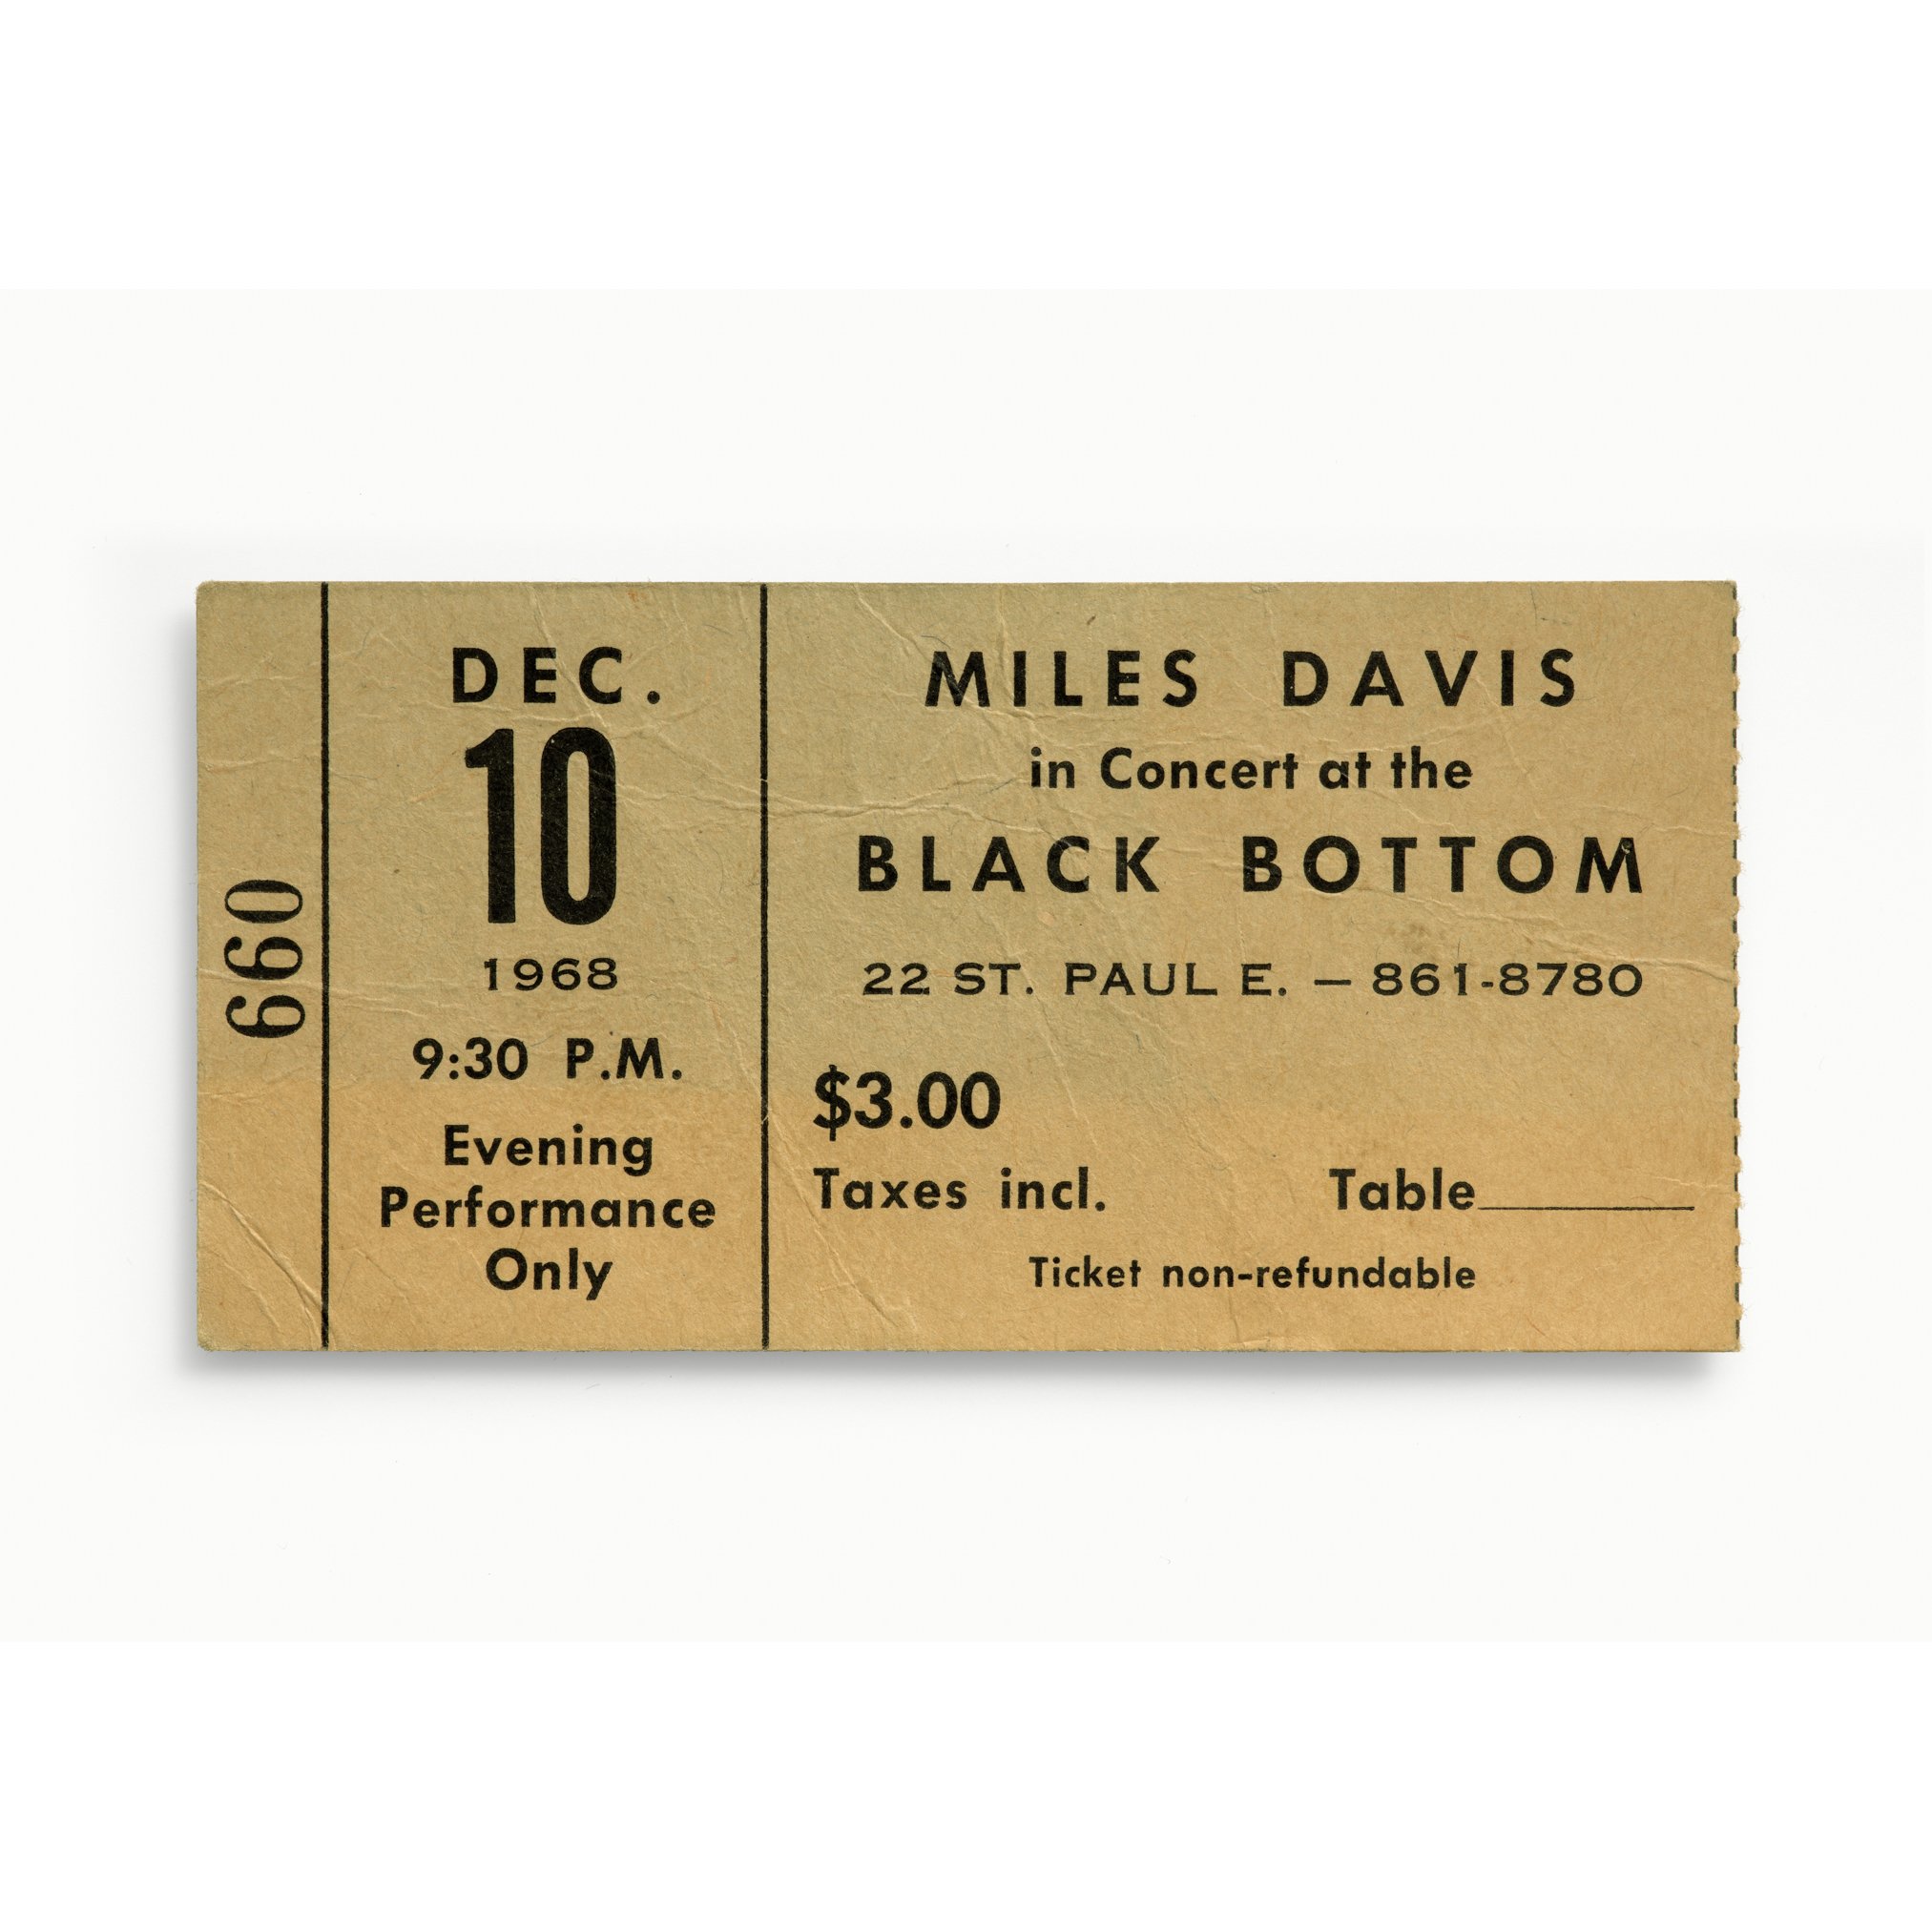 660
DEC.
10
1968
9:30 P.M.
Evening
Performance
Only
MILES DAVIS
in Concert at the
BLACK BOTTOM
22 ST. PAUL E. — 861-8780
$3.00
Taxes incl.
Table
Ticket non-refundable